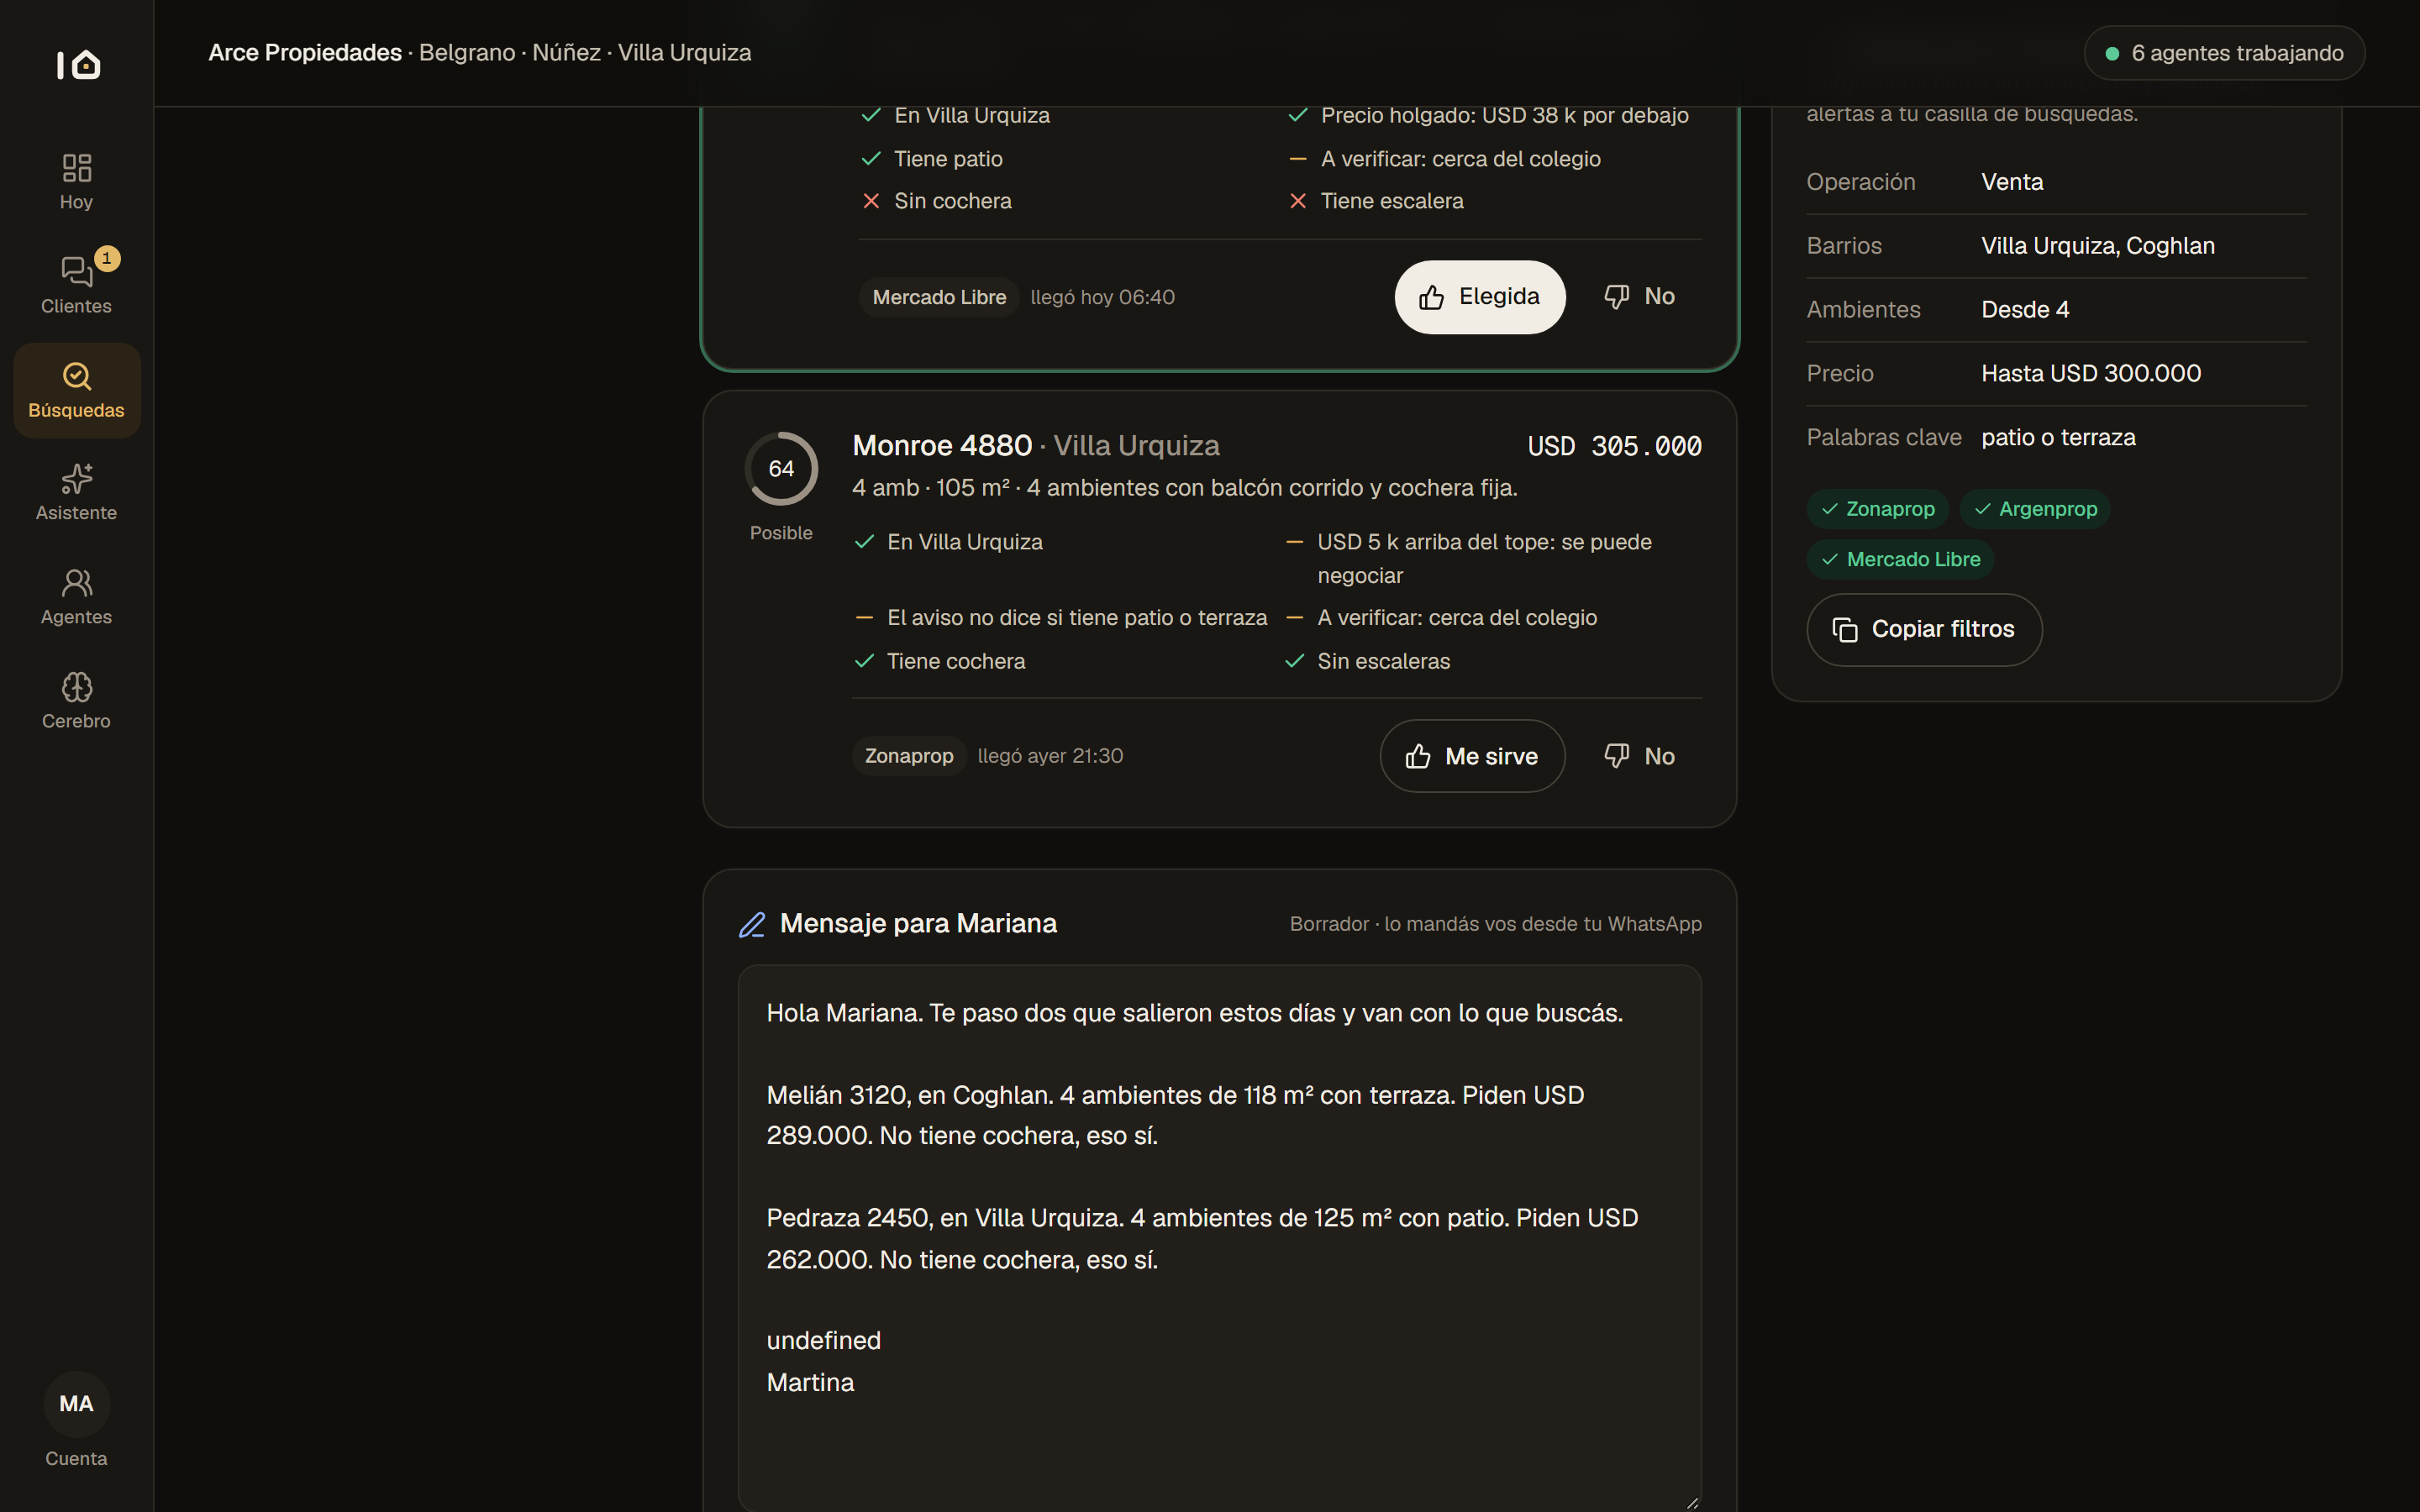 Arce Propiedades · Belgrano · Núñez · Villa Urquiza
6 agentes trabajando
Hoy
1
Clientes
Búsquedas
Asistente
Agentes
Cerebro
MA
Cuenta
En Villa Urquiza
Precio holgado: USD 38 k por debajo
Tiene patio
A verificar: cerca del colegio
Sin cochera
Tiene escalera
Mercado Libre llegó hoy 06:40
Elegida
No
64
Posible
Monroe 4880 · Villa Urquiza
USD 305.000
4 amb · 105 m² · 4 ambientes con balcón corrido y cochera fija.
En Villa Urquiza
USD 5 k arriba del tope: se puede
negociar
El aviso no dice si tiene patio o terraza
A verificar: cerca del colegio
Tiene cochera
Sin escaleras
Zonaprop llegó ayer 21:30
Me sirve
No
Mensaje para Mariana
Borrador · lo mandás vos desde tu WhatsApp
Hola Mariana. Te paso dos que salieron estos días y van con lo que buscás.
Melián 3120, en Coghlan. 4 ambientes de 118 m² con terraza. Piden USD
289.000. No tiene cochera, eso sí.
Pedraza 2450, en Villa Urquiza. 4 ambientes de 125 m² con patio. Piden USD
262.000. No tiene cochera, eso sí.
undefined
Martina
alertas a tu casilla de búsquedas.
Operación Venta
Barrios Villa Urquiza, Coghlan
Ambientes Desde 4
Precio Hasta USD 300.000
Palabras clave patio o terraza
Zonaprop
Argenprop
Mercado Libre
Copiar filtros